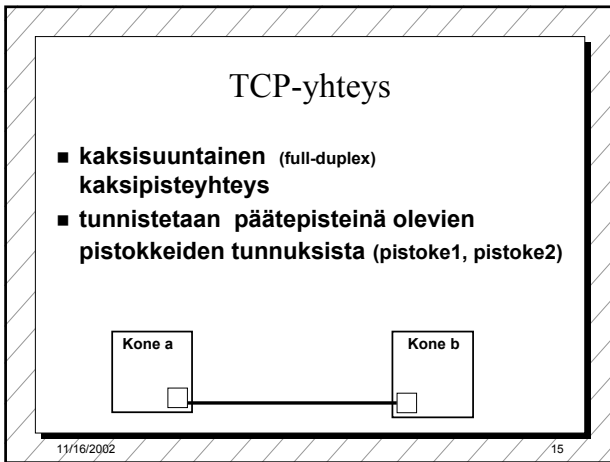 TCP-yhteys
■ kaksisuuntainen (full-duplex)
kaksipisteyhteys
■ tunnistetaan päätepisteinä olevien
pistokkeiden tunnuksista (pistoke1, pistoke2)
Kone a
Kone b
11/16/2002
15